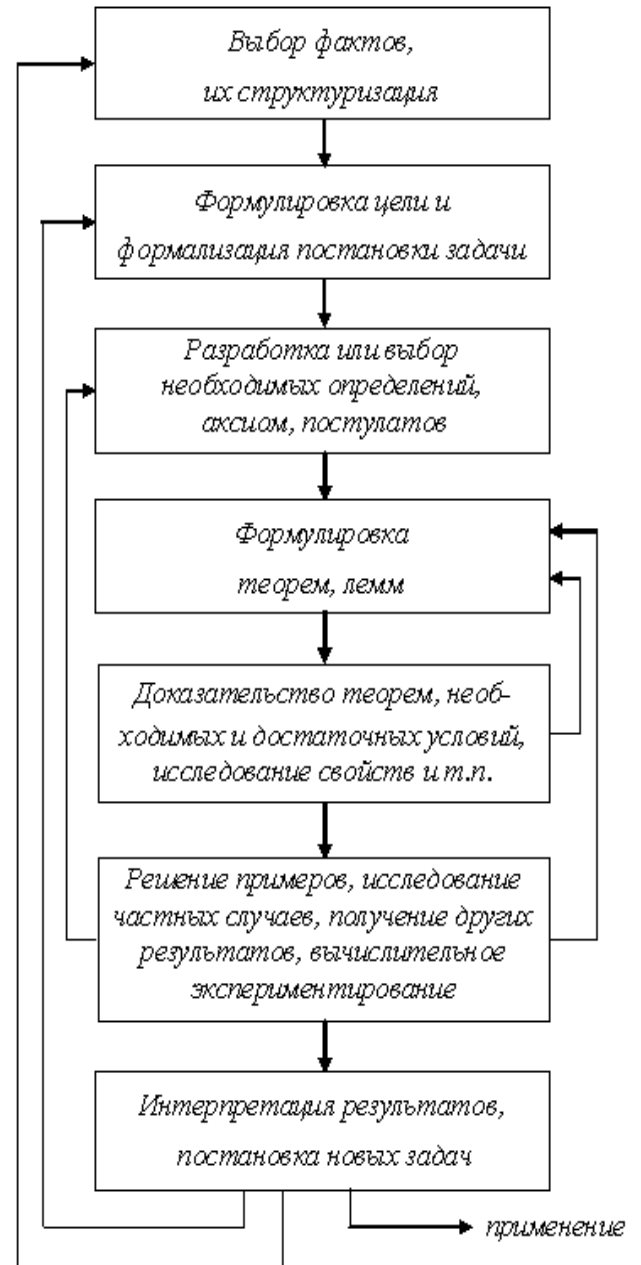 Выбор фактов,
их структуризация
Формулировка цели и
формализация постановки задачи
Разработка или выбор
необходимых определений,
аксиом, постулатов
Формулировка
теорем, лемм
Доказательство теорем, необ-
ходимых и достаточных условий,
исследование свойств и т.п.
Решение примеров, исследование
частных случаев, получение других
результатов, вычислительное
экспериментирование
Интерпретация результатов,
постановка новых задач
применение